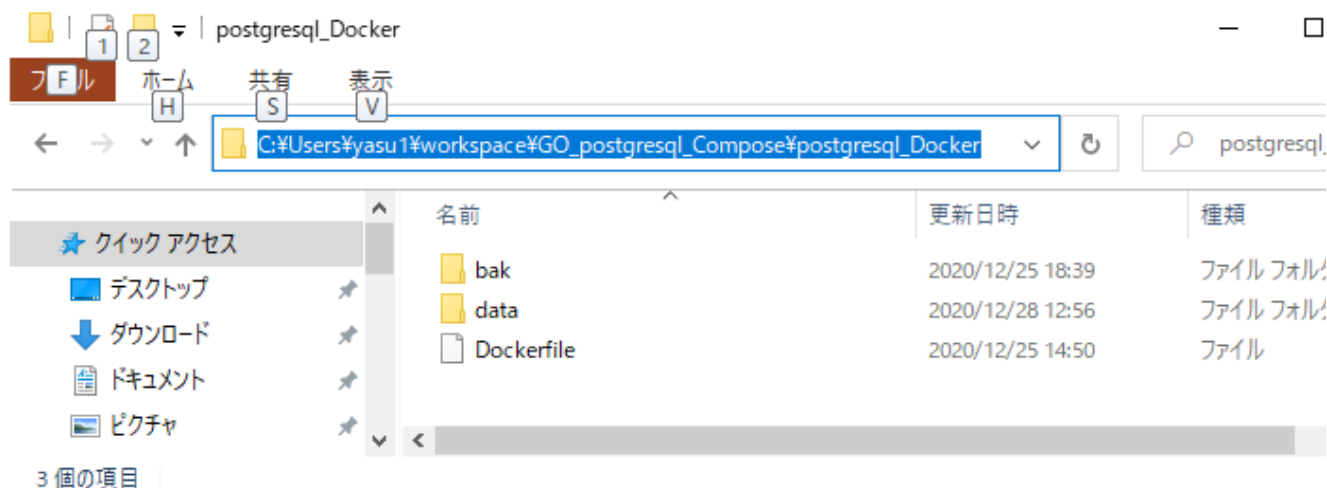 postgresql_Docker
1 2
フ F ル ホーム 共有 表示
H S V
C:¥Users¥yasu1¥workspace¥GO_postgresql_Compose¥postgresql_Docker postgresql_
名前 更新日時 種類
クイック アクセス
bak 2020/12/25 18:39 ファイル フォルダ
デスクトップ
data 2020/12/28 12:56 ファイル フォルダ
ダウンロード
Dockerfile 2020/12/25 14:50 ファイル
ドキュメント
ピクチャ
3 個の項目